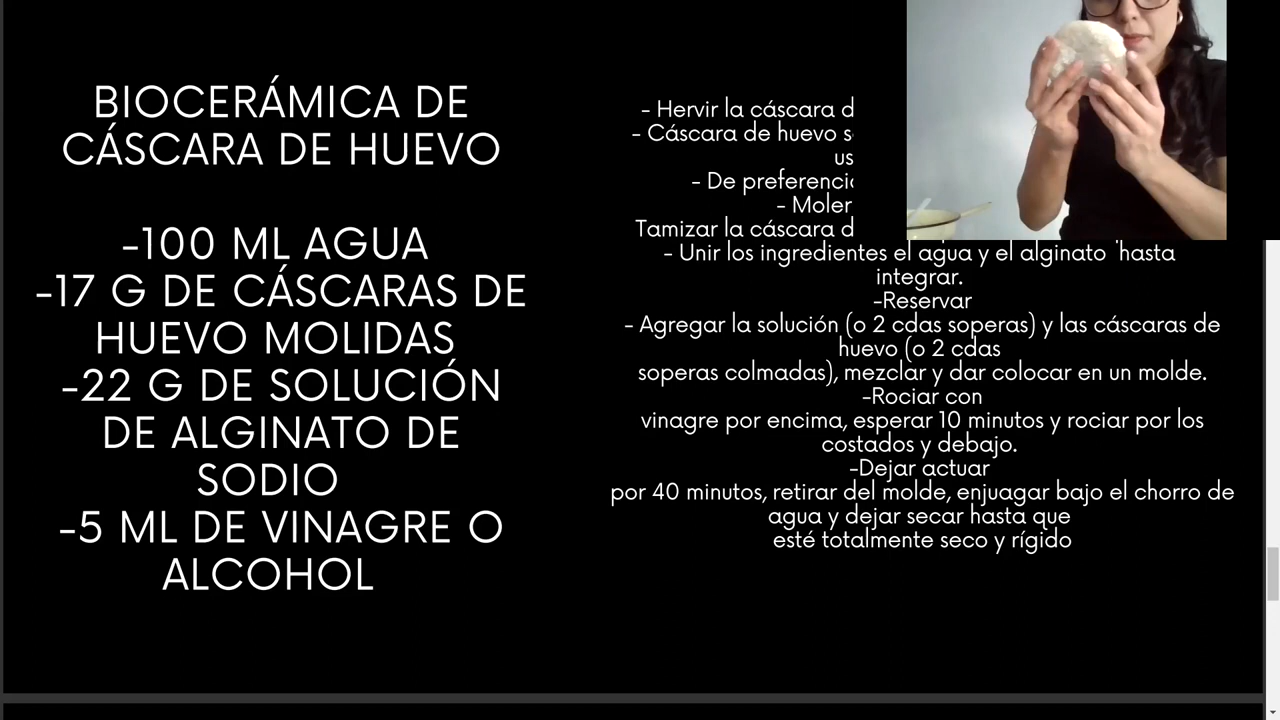 BIOCERÁMICA DE
CÁSCARA DE HUEVO
-100 ML AGUA
-17 G DE CÁSCARAS DE
HUEVO MOLIDAS
-22 G DE SOLUCIÓN
DE ALGINATO DE
SODIO
-5 ML DE VINAGRE O
ALCOHOL
- Hervir la cáscara
- Cáscara de huevo
- De
- Moler
Tamizar la cáscara
- Unir los ingredientes el agua y el alginato hasta
integrar.
-Reservar
- Agregar la solución (o 2 cdas soperas) y las cáscaras de
huevo (o 2 cdas
soperas colmadas), mezclar y dar colocar en un molde.
-Rociar con
vinagre por encima, esperar 10 minutos y rociar por los
costados y debajo.
-Dejar actuar
por 40 minutos, retirar del molde, enjuagar bajo el chorro de
agua y dejar secar hasta que
esté totalmente seco y rígido